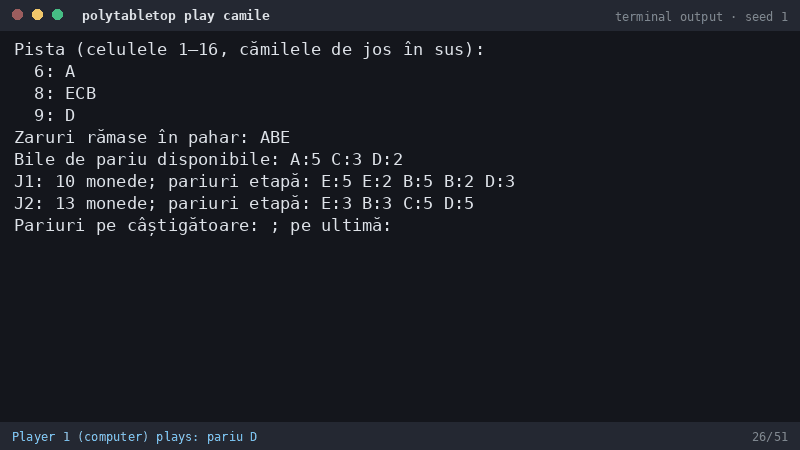 polytabletop play camile
terminal output · seed 1
Pista (celulele 1–16, cămilele de jos în sus):
6: A
8: ECB
9: D
Zaruri rămase în pahar: ABE
Bile de pariu disponibile: A:5 C:3 D:2
J1: 10 monede; pariuri etapă: E:5 E:2 B:5 B:2 D:3
J2: 13 monede; pariuri etapă: E:3 B:3 C:5 D:5
Pariuri pe câștigătoare: ; pe ultimă:
Player 1 (computer) plays: pariu D
26/51